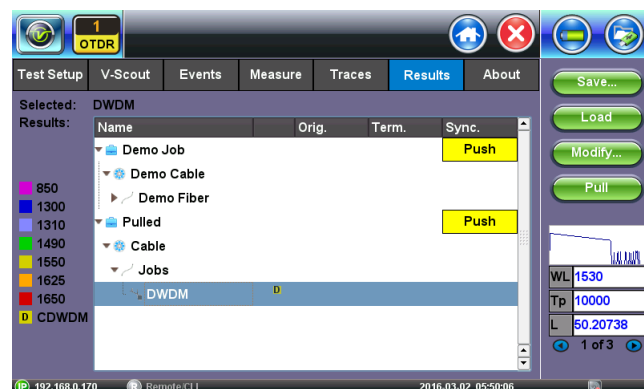 1
OTDR
Test Setup V-Scout Events Measure Traces Results About
Selected: DWDM
Results:
Name Orig. Term. Sync.
Demo Job Push
Demo Cable
Demo Fiber
Pulled Push
Cable
Jobs
DWDM D
850
1300
1310
1490
1550
1625
1650
D CDWDM
Save...
Load
Modify...
Pull
WL 1530
Tp 10000
L 50.20738
1 of 3
IP 192.168.0.170 R Remote/CLI 2016.03.02 05:50:06